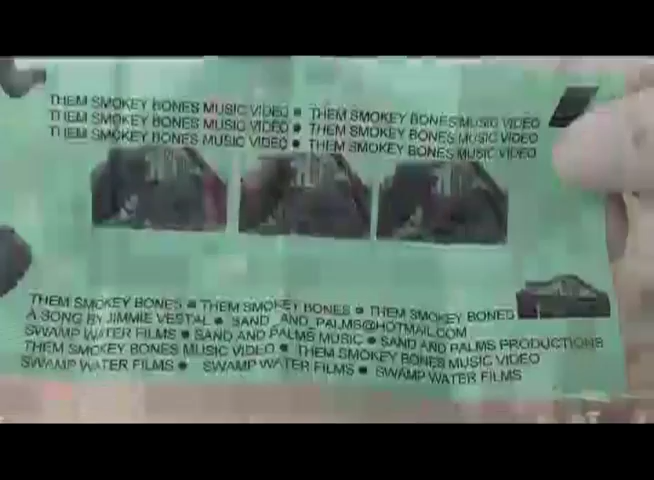 THEM SMOKEY BONES MUSIC VIDEO • THEM SMOKEY BONES MUSIC VIDEO
THEM SMOKEY BONES MUSIC VIDEO • THEM SMOKEY BONES MUSIC VIDEO
THEM SMOKEY BONES MUSIC VIDEO • THEM SMOKEY BONES MUSIC VIDEO
THEM SMOKEY BONES • THEM SMOKEY BONES • THEM SMOKEY BONES
A SONG BY JIMMIE VESTAL • SAND_AND_PALMS@HOTMAIL.COM
SWAMP WATER FILMS • SAND AND PALMS MUSIC • SAND AND PALMS PRODUCTIONS
THEM SMOKEY BONES MUSIC VIDEO • THEM SMOKEY BONES MUSIC VIDEO
SWAMP WATER FILMS • SWAMP WATER FILMS • SWAMP WATER FILMS